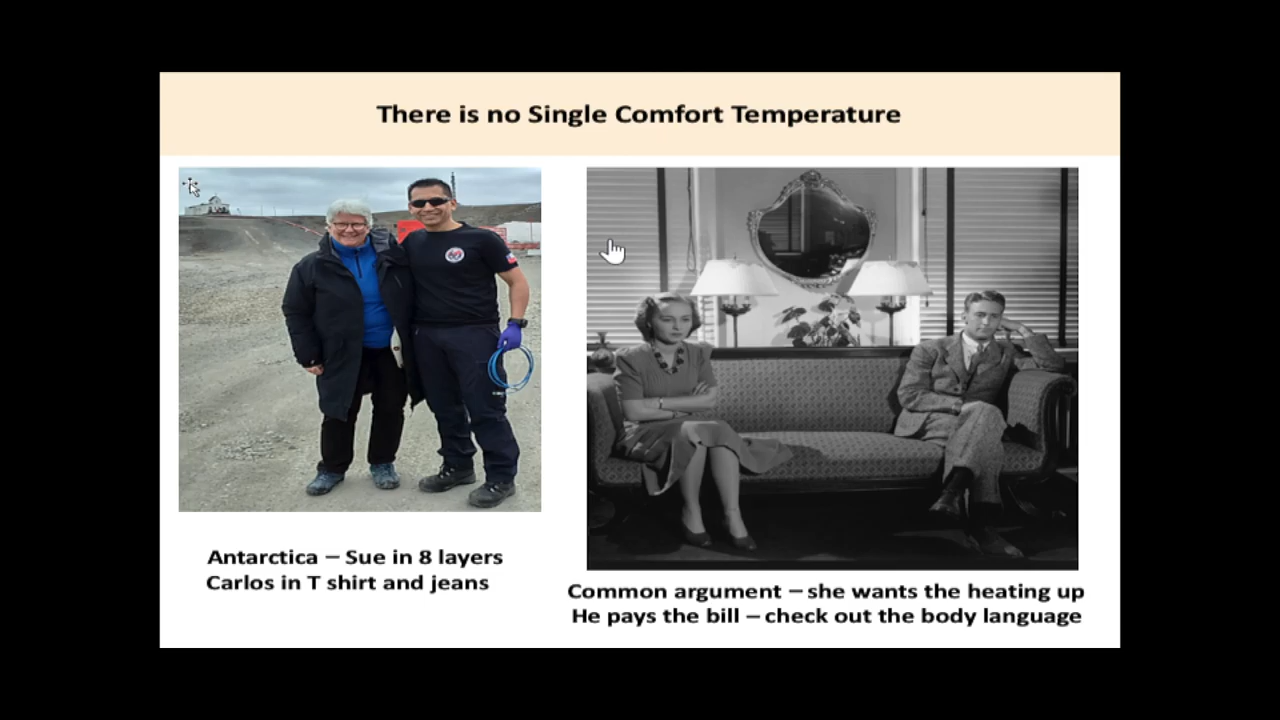 There is no Single Comfort Temperature
Antarctica – Sue in 8 layers
Carlos in T shirt and jeans
Common argument – she wants the heating up
He pays the bill – check out the body language